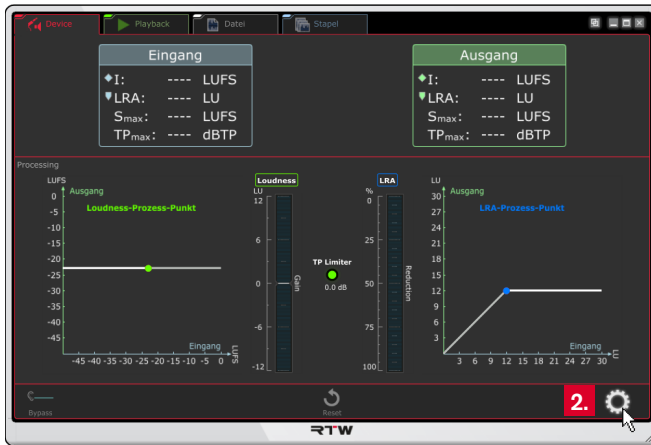 Device Playback Datei Stapel
Eingang
I: ---- LUFS
LRA: ---- LU
Smax: ---- LUFS
TPmax: ---- dBTP
Ausgang
I: ---- LUFS
LRA: ---- LU
Smax: ---- LUFS
TPmax: ---- dBTP
Processing
LUFS
Ausgang
Loudness-Prozess-Punkt
0
-5
-10
-15
-20
-25
-30
-35
-40
-45
Eingang
-45 -40 -35 -30 -25 -20 -15 -10 -5 0
LUFS
Loudness
LU
12
6
0
-6
-12
Gain
TP Limiter
0.0 dB
LRA
%
0
25
50
75
100
Reduction
LU
Ausgang
LRA-Prozess-Punkt
30
27
24
21
18
15
12
9
6
3
Eingang
3 6 9 12 15 18 21 24 27 30
LU
Bypass
Reset
2.
RTW